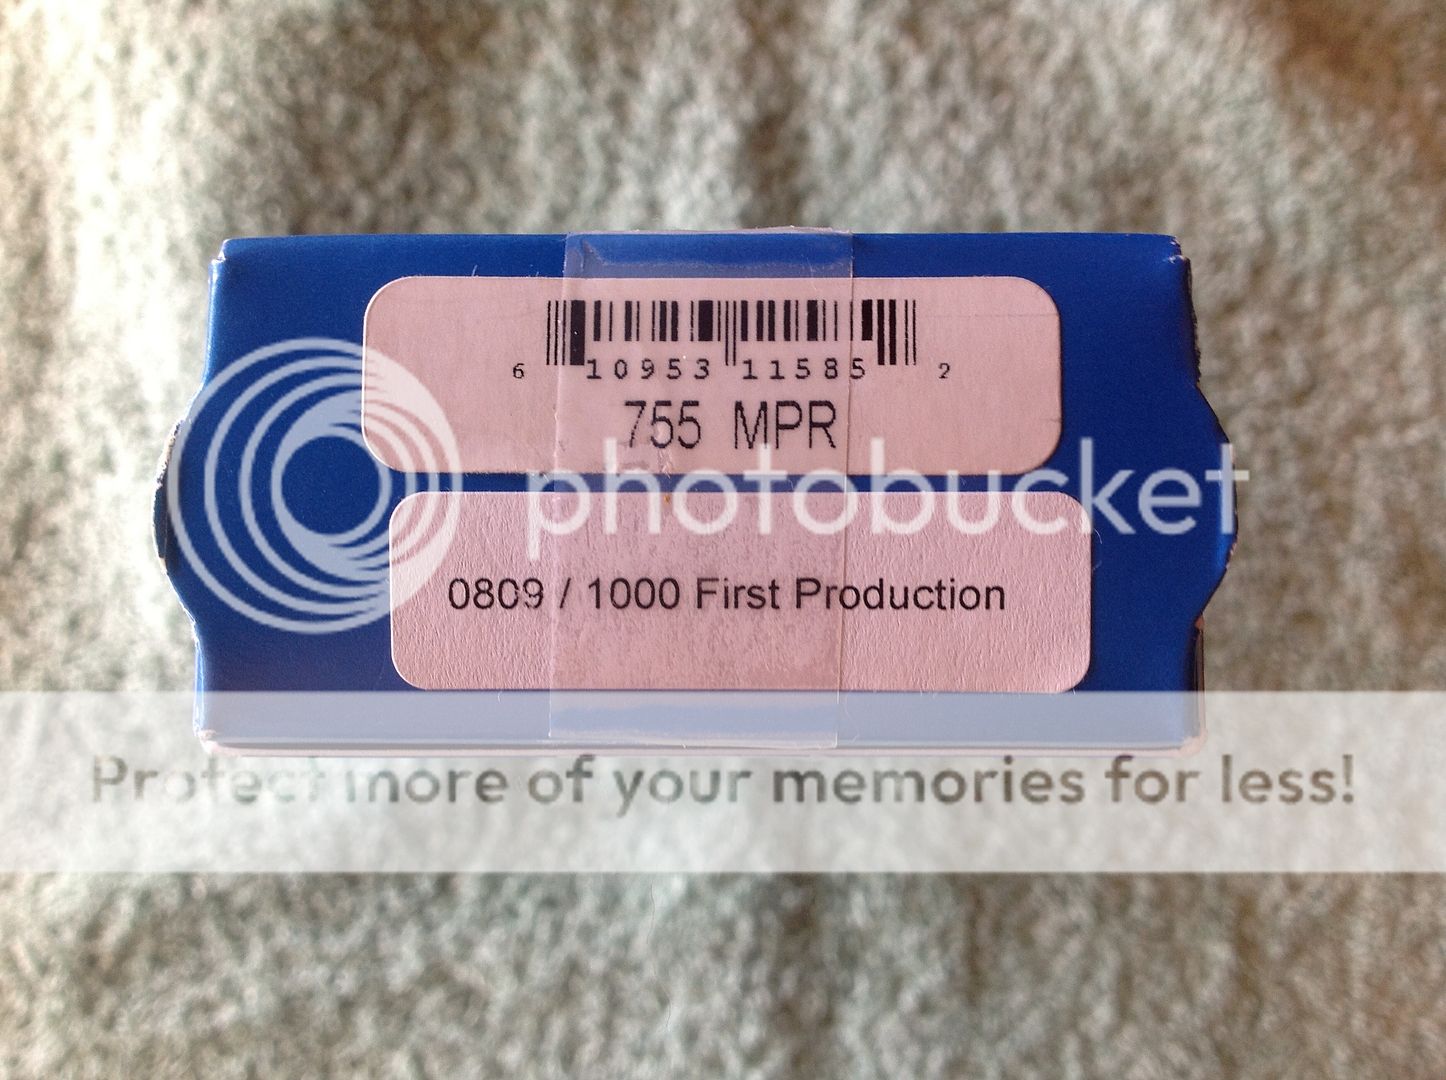 6 10953 11585 2
755 MPR
photobucket
0809 / 1000 First Production
Protect more of your memories for less!